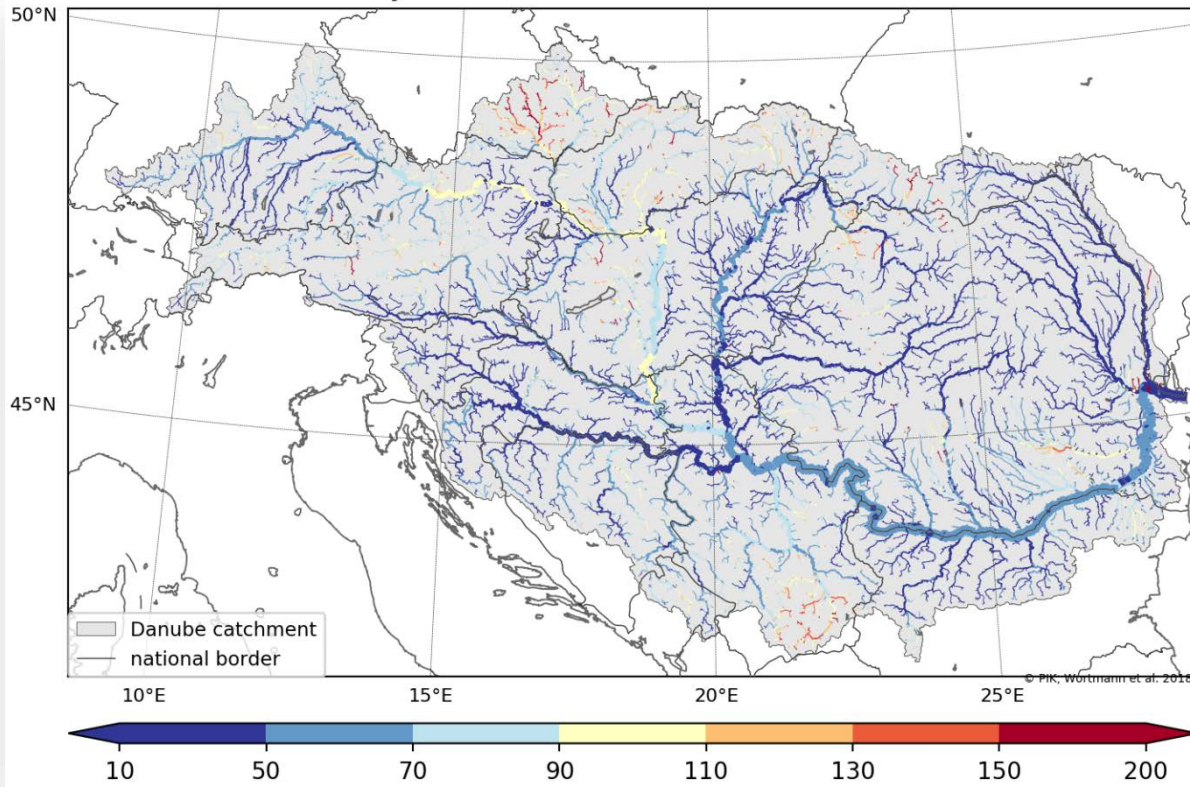 50°N
45°N
Danube catchment
national border
© PIK, Wortmann et al. 2018
10°E 15°E 20°E 25°E
10 50 70 90 110 130 150 200